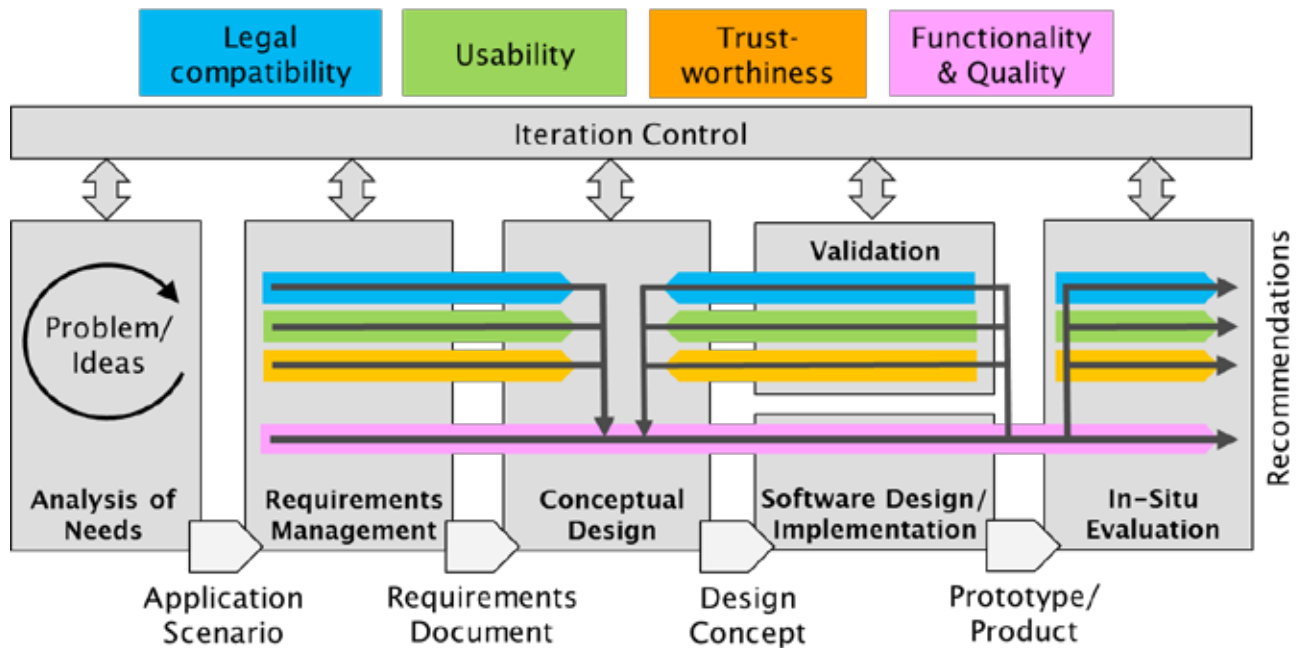 Legal
compatibility
Usability
Trust-
worthiness
Functionality
& Quality
Iteration Control
Problem/
Ideas
Validation
Analysis of
Needs
Requirements
Management
Conceptual
Design
Software Design/
Implementation
In-Situ
Evaluation
Recommendations
Application
Scenario
Requirements
Document
Design
Concept
Prototype/
Product